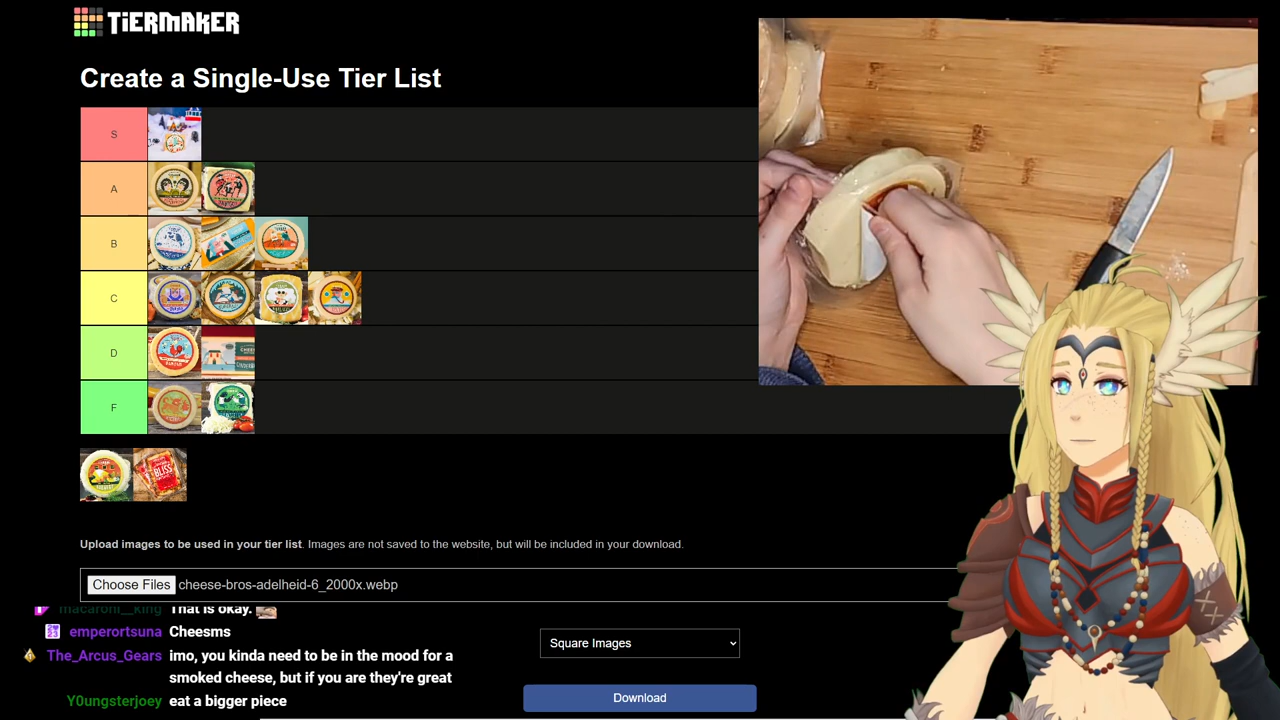 TiERMAKER
Create a Single-Use Tier List
S
A
B
C
D
F
BLISS
Upload images to be used in your tier list. Images are not saved to the website, but will be included in your download.
Choose Files cheese-bros-adelheid-6_2000x.webp
macaroni__king That is okay.
emperortsuna Cheesms
The_Arcus_Gears imo, you kinda need to be in the mood for a
smoked cheese, but if you are they're great
Y0ungsterjoey eat a bigger piece
Square Images
Download